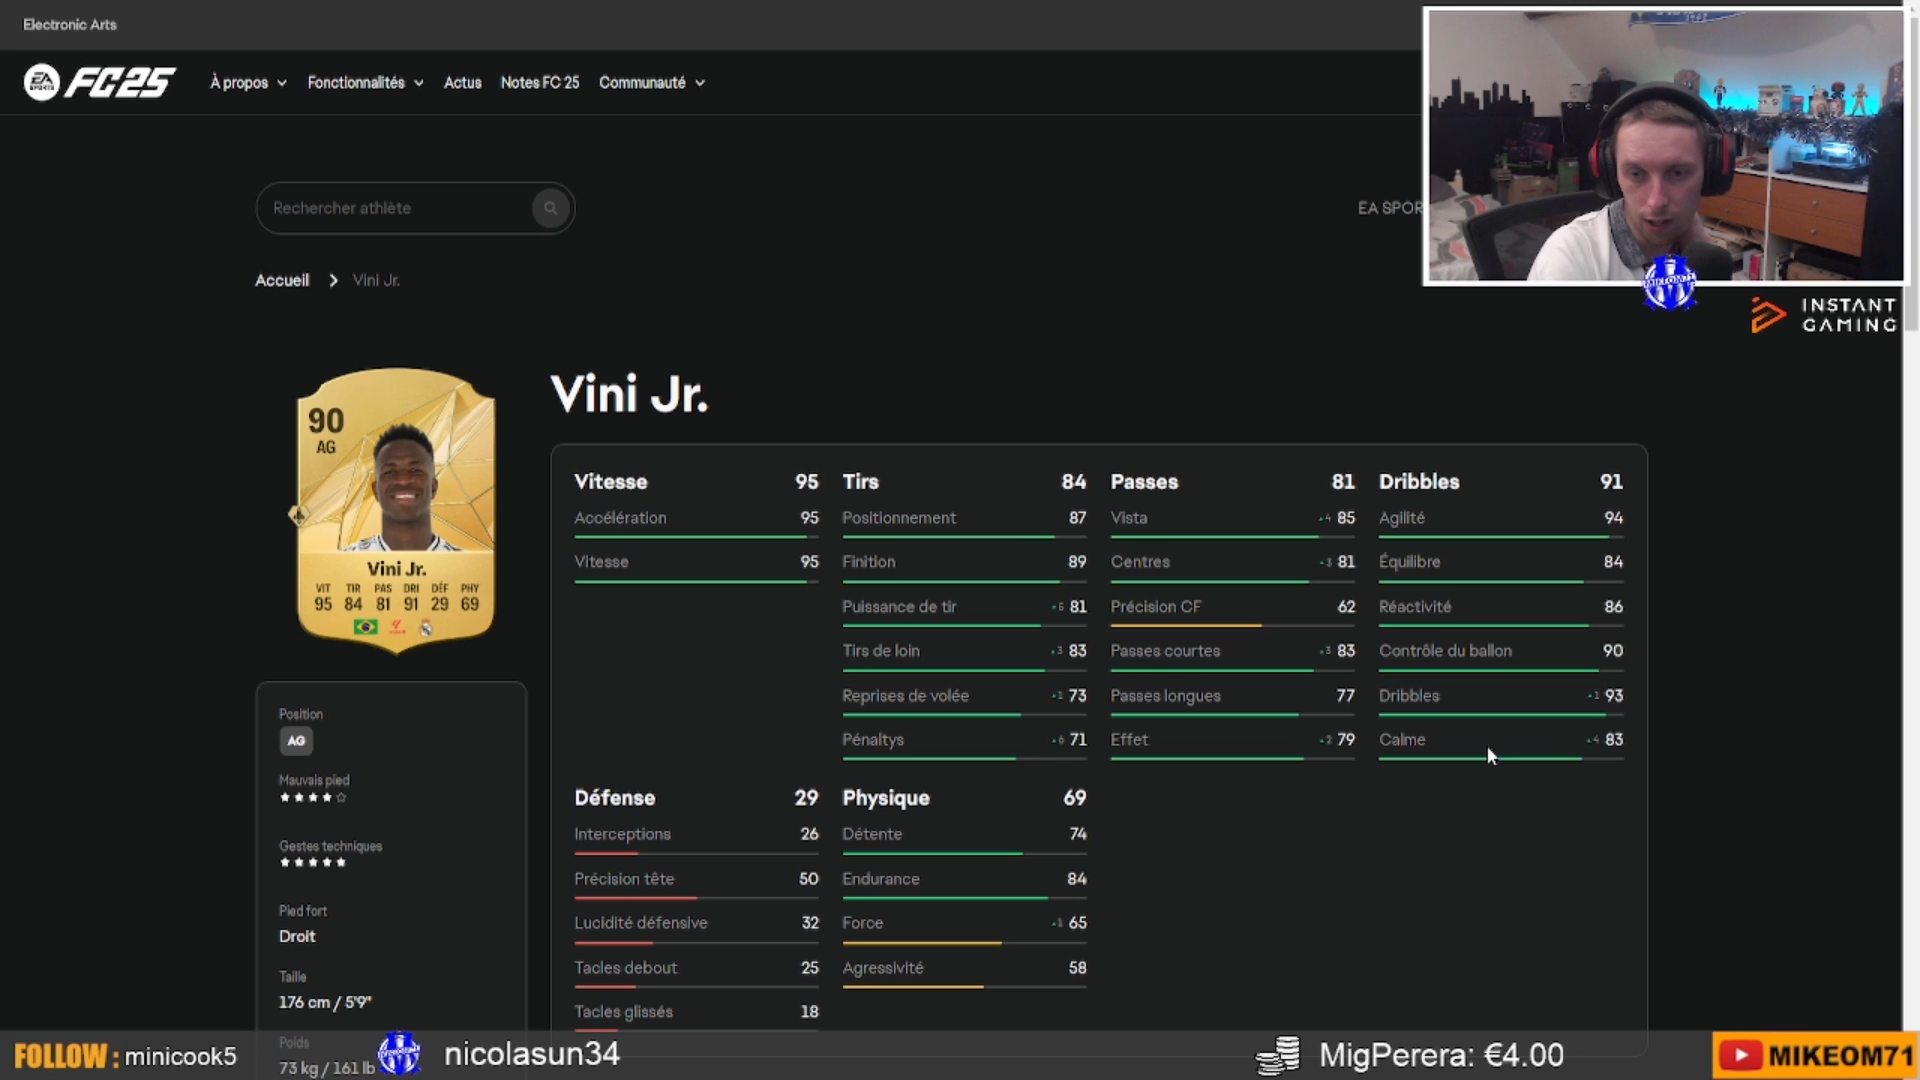 Electronic Arts
EA SPORTS FC25
À propos
Fonctionnalités
Actus
Notes FC 25
Communauté
Rechercher athlète
EA SPOR
INSTANT GAMING
Accueil
Vini Jr.
90
AG
Vini Jr.
VIT TIR PAS DRI DÉF PHY
95 84 81 91 29 69
Vini Jr.
Vitesse 95
Accélération 95
Vitesse 95
Tirs 84
Positionnement 87
Finition 89
Puissance de tir 81
Tirs de loin 3 83
Reprises de volée 1 73
Pénaltys 6 71
Passes 81
Vista 4 85
Centres 3 81
Précision CF 62
Passes courtes 3 83
Passes longues 77
Effet 2 79
Dribbles 91
Agilité 94
Équilibre 84
Réactivité 86
Contrôle du ballon 90
Dribbles 1 93
Calme 4 83
Défense 29
Interceptions 26
Précision tête 50
Lucidité défensive 32
Tacles debout 25
Tacles glissés 18
Physique 69
Détente 74
Endurance 84
Force 65
Agressivité 58
Position
AG
Mauvais pied
Gestes techniques
Pied fort
Droit
Taille
176 cm / 5'9"
Poids
73 kg / 161 lb
FOLLOW : minicook5
nicolasun34
MigPerera: €4.00
MIKEOM71